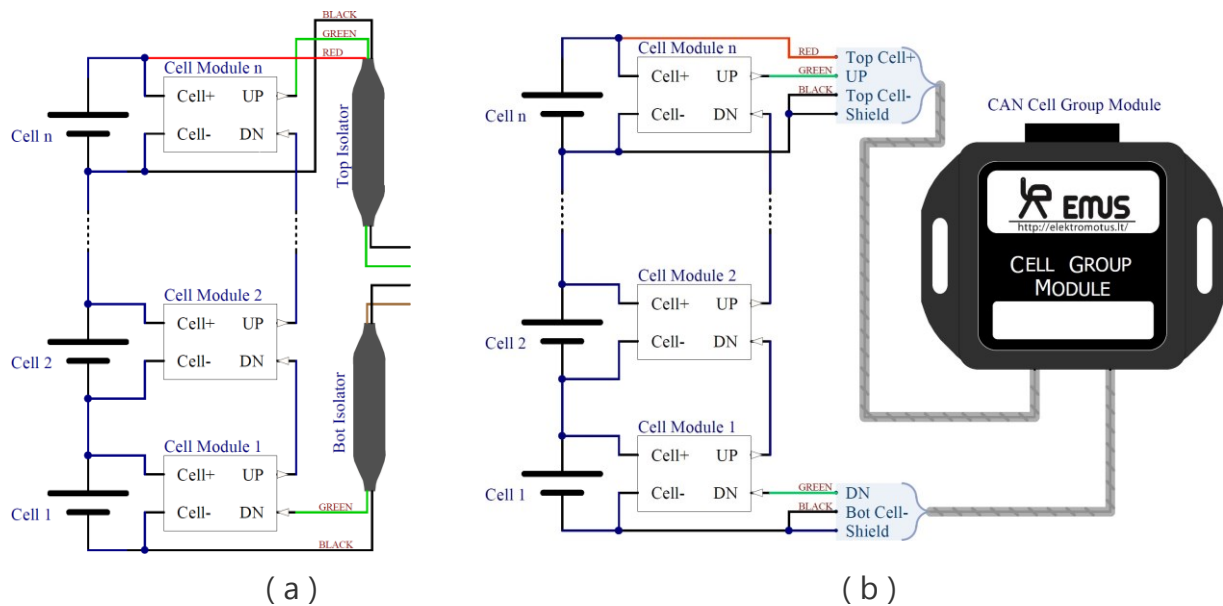 BLACK
GREEN
RED
Cell Module n
Cell+ UP
Cell- DN
Cell n
Top Isolator
Cell Module 2
Cell+ UP
Cell- DN
Cell 2
Bot Isolator
Cell Module 1
Cell+ UP
Cell- DN
Cell 1
GREEN
BLACK
( a )
Cell Module n
Cell+ UP
Cell- DN
Cell n
RED
GREEN
BLACK
Top Cell+
UP
Top Cell-
Shield
CAN Cell Group Module
EMUS
http://elektromotus.lt/
CELL GROUP
MODULE
Cell Module 2
Cell+ UP
Cell- DN
Cell 2
Cell Module 1
Cell+ UP
Cell- DN
Cell 1
GREEN
BLACK
DN
Bot Cell-
Shield
( b )